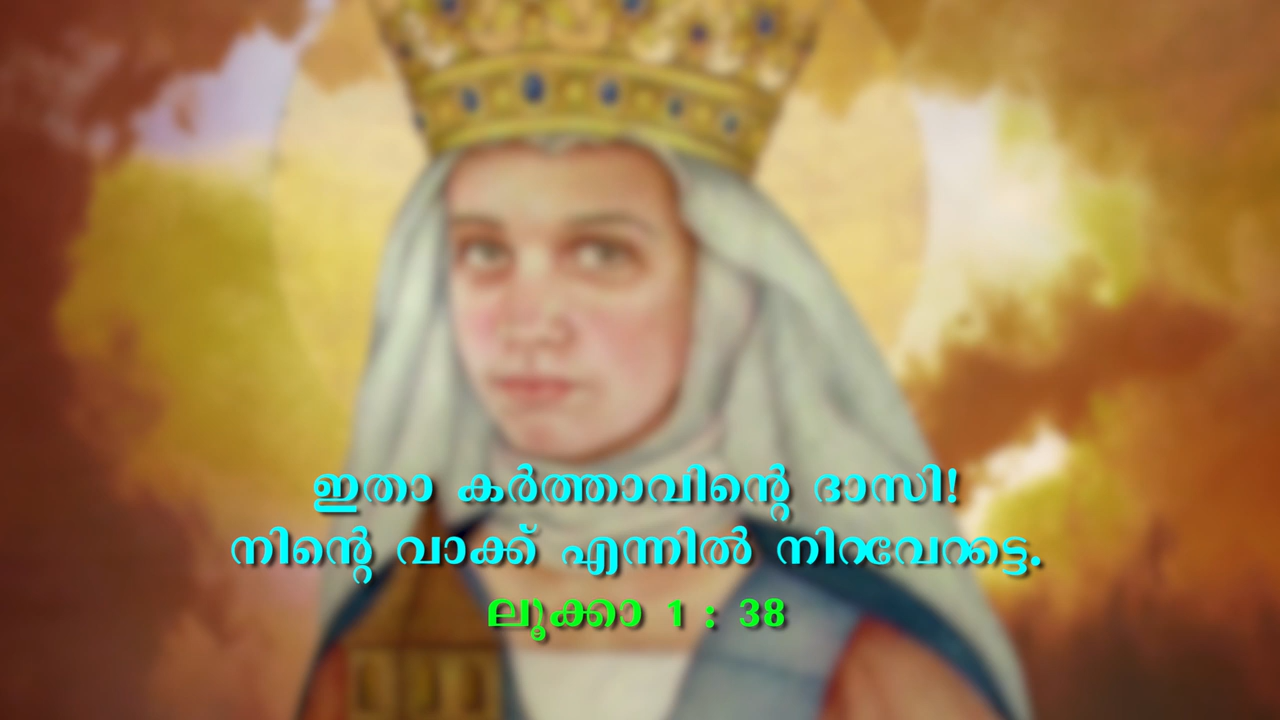 ഇതാ കർത്താവിന്റെ ദാസി!
നിന്റെ വാക്ക് എന്നിൽ നിറവേറട്ടെ.
ലൂക്കാ 1 : 38